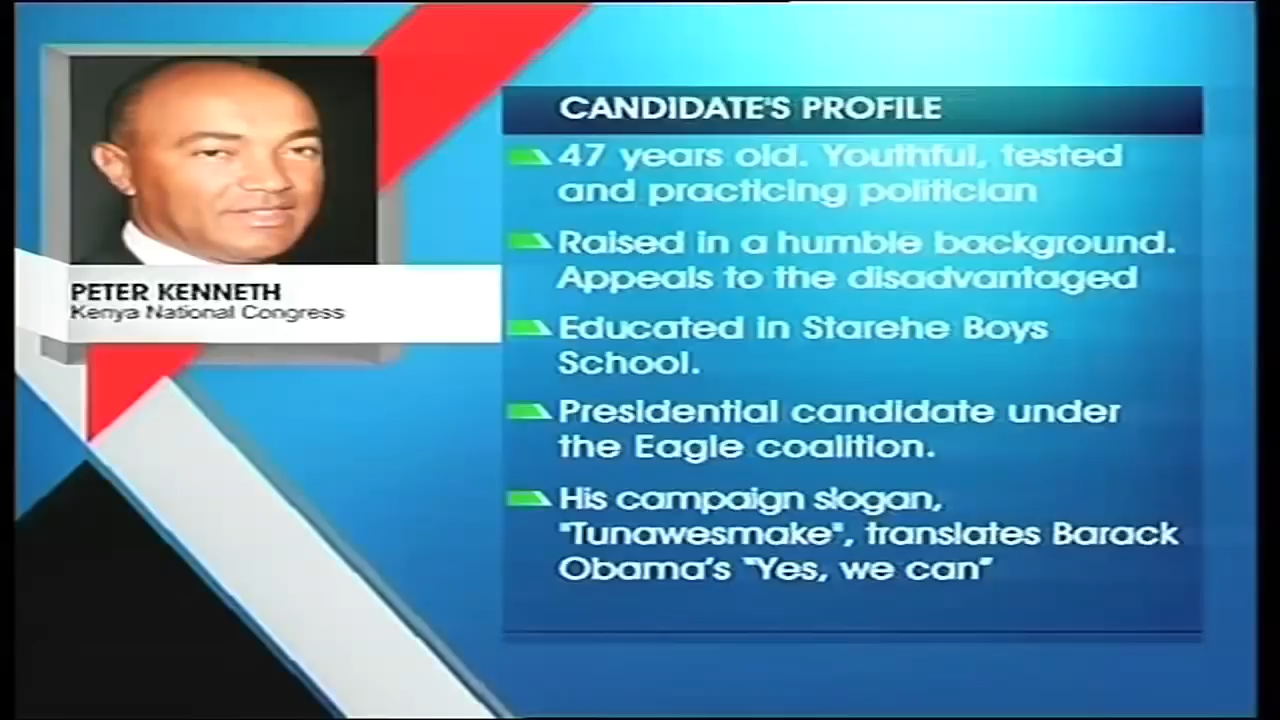 CANDIDATE'S PROFILE
47 years old. Youthful, tested
and practicing politician
Raised in a humble background.
Appeals to the disadvantaged
Educated in Starehe Boys
School.
Presidential candidate under
the Eagle coalition.
His campaign slogan,
"Tunawesmake", translates Barack
Obama's "Yes, we can"
PETER KENNETH
Kenya National Congress